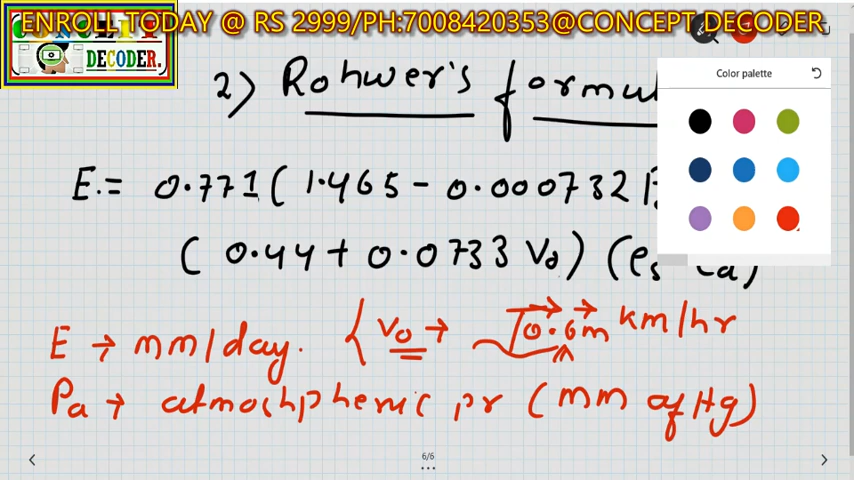 ENROLL TODAY @ RS 2999/PH:7008420353@CONCEPT DECODER
DECODER.
2) Rohwer's formul
Color palette
E.= 0.771( 1.465 - 0.000732 P
( 0.44 + 0.0733 V₀) (es
E → mm/day. { V₀ → 0.6m km/hr
Pa → atmochpheric pr (mm of Hg)
6/6